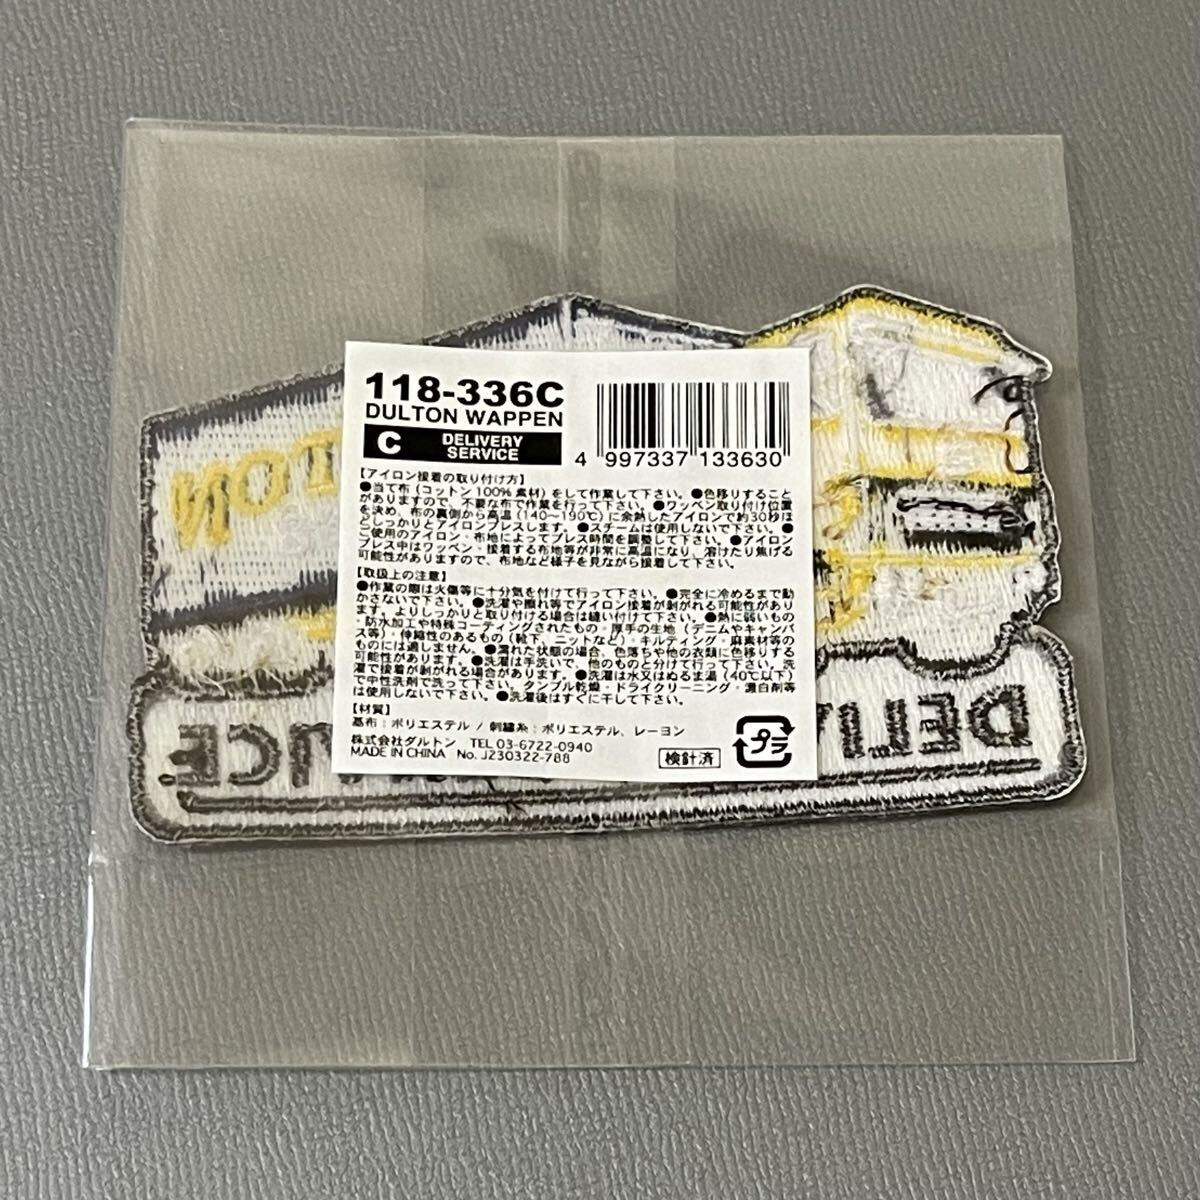 118-336C
DULTON WAPPEN
C DELIVERY
SERVICE
4 997337 133630
【アイロン接着の取り付け方】
●当て布（コットン100％素材）をして作業して下さい。●色移りすること
がありますので、不要な布で作業を行って下さい。●ワッペン取り付け位置
を決め、布の裏側から高温（140〜190℃）に余熱したアイロンで約30秒ほ
どしっかりとアイロンプレスします。●スチームは使用しないで下さい。●
ご使用のアイロン・布地によってプレス時間を調整して下さい。●アイロン
プレス中はワッペン・接着する布地等が非常に高温になり、溶けたり焦げる
可能性がありますので、布地など様子を見ながら接着して下さい。
【取扱上の注意】
●作業の際は火傷等に十分気を付けて行って下さい。●完全に冷めるまで動
かさないで下さい。●洗濯や擦れ等でアイロン接着が剥がれる可能性があり
ます。よりしっかりと取り付ける場合は縫い付けて下さい。●熱に弱いもの
・防水加工や特殊コーティングされたもの・厚手の生地（デニムやキャンバ
ス等）・伸縮性のあるもの（靴下、ニットなど）・キルティング・麻素材等の
ものには適しません。●濡れた状態の場合、色落ちや他の衣類に色移りする
可能性があります。●洗濯は手洗いで、他のものと分けて行って下さい。洗
濯で接着が剥がれる場合があります。●洗濯は水又はぬるま湯（40℃以下）
で中性洗剤で洗って下さい。タンブル乾燥・ドライクリーニング・漂白剤等
は使用しないで下さい。●洗濯後はすぐに干して下さい。
【材質】
基布：ポリエステル / 刺繍糸：ポリエステル、レーヨン
株式会社ダルトン TEL 03-6722-0940
MADE IN CHINA No. J230322-788
検針済
プラ